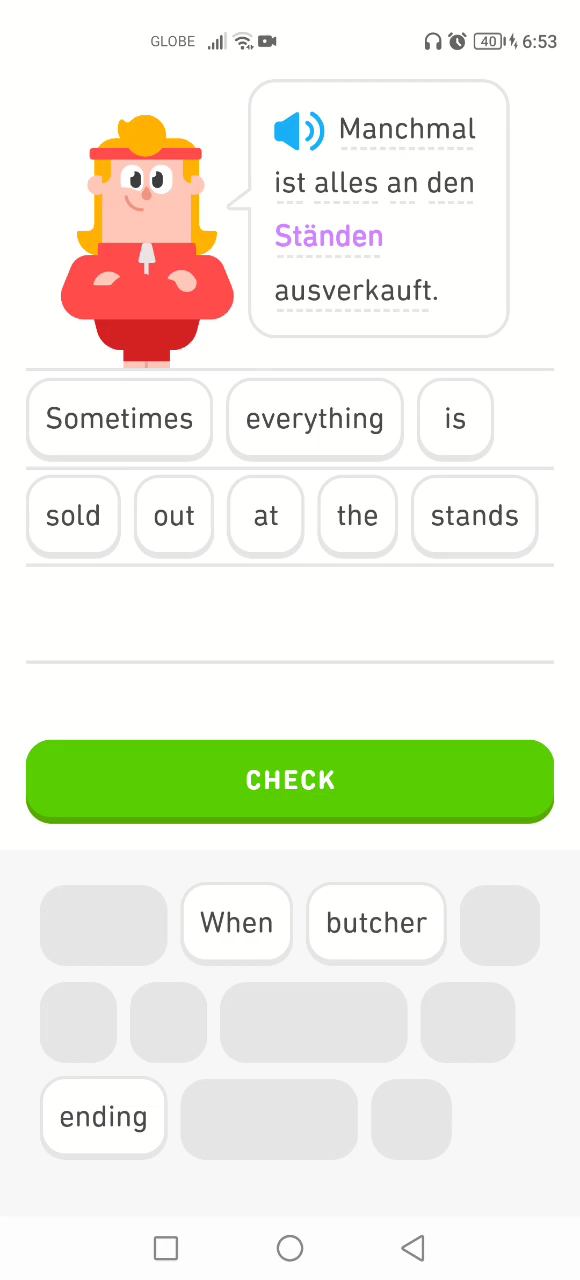 GLOBE 40 6:53
Manchmal
ist alles an den
Ständen
ausverkauft.
Sometimes everything is
sold out at the stands
CHECK
When butcher
ending